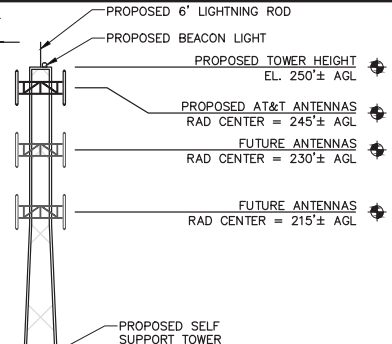 PROPOSED 6' LIGHTNING ROD
PROPOSED BEACON LIGHT
PROPOSED TOWER HEIGHT
EL. 250'± AGL
PROPOSED AT&T ANTENNAS
RAD CENTER = 245'± AGL
FUTURE ANTENNAS
RAD CENTER = 230'± AGL
FUTURE ANTENNAS
RAD CENTER = 215'± AGL
PROPOSED SELF
SUPPORT TOWER